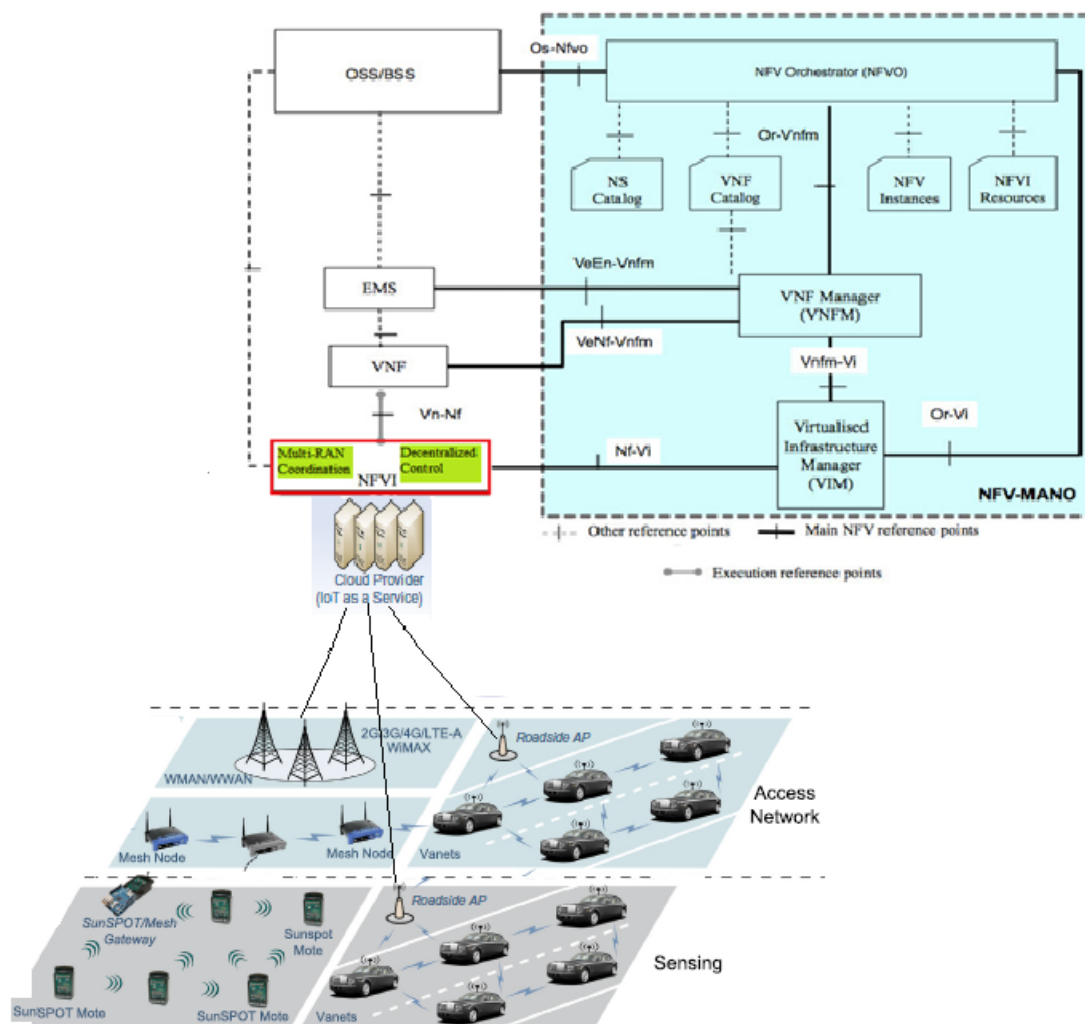 Os-Nfvo
OSS/BSS
NFV Orchestrator (NFVO)
Or-Vnfm
NS
Catalog
VNF
Catalog
NFV
Instances
NFVI
Resources
VeEn-Vnfm
EMS
VNF Manager
(VNFM)
VeNf-Vnfm
VNF
Vnfm-Vi
Vn-Nf
Or-Vi
Virtualised
Infrastructure
Manager
(VIM)
Multi-RAN
Coordination
Decentralized
Control
NFVI
Nf-Vi
NFV-MANO
Other reference points
Main NFV reference points
Execution reference points
Cloud Provider
(IoT as a Service)
2G/3G/4G/LTE-A
WiMAX
WMAN/WWAN
Roadside AP
Access
Network
Mesh Node
Mesh Node
Vanets
SunSPOT/Mesh
Gateway
Sunspot
Mote
Roadside AP
Sensing
SunSPOT Mote
SunSPOT Mote
Vanets